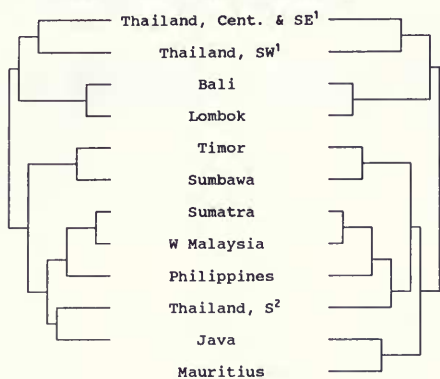 Thailand, Cent. & SE¹
Thailand, SW¹
Bali
Lombok
Timor
Sumbawa
Sumatra
W Malaysia
Philippines
Thailand, S²
Java
Mauritius